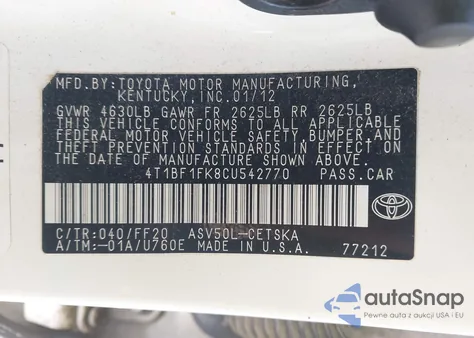 MFD.BY:TOYOTA MOTOR MANUFACTURING,
KENTUCKY,INC.01/12
GVWR 4630LB GAWR FR 2625LB RR 2625LB
THIS VEHICLE CONFORMS TO ALL APPLICABLE
FEDERAL MOTOR VEHICLE SAFETY, BUMPER, AND
THEFT PREVENTION STANDARDS IN EFFECT ON
THE DATE OF MANUFACTURE SHOWN ABOVE.
4T1BF1FK8CU542770 PASS.CAR
C/TR:040/FF20 ASV50L-CETSKA
A/TM:-01A/U760E MADE IN U.S.A. 77212
autoSnap
Pewne auta z aukcji USA i EU